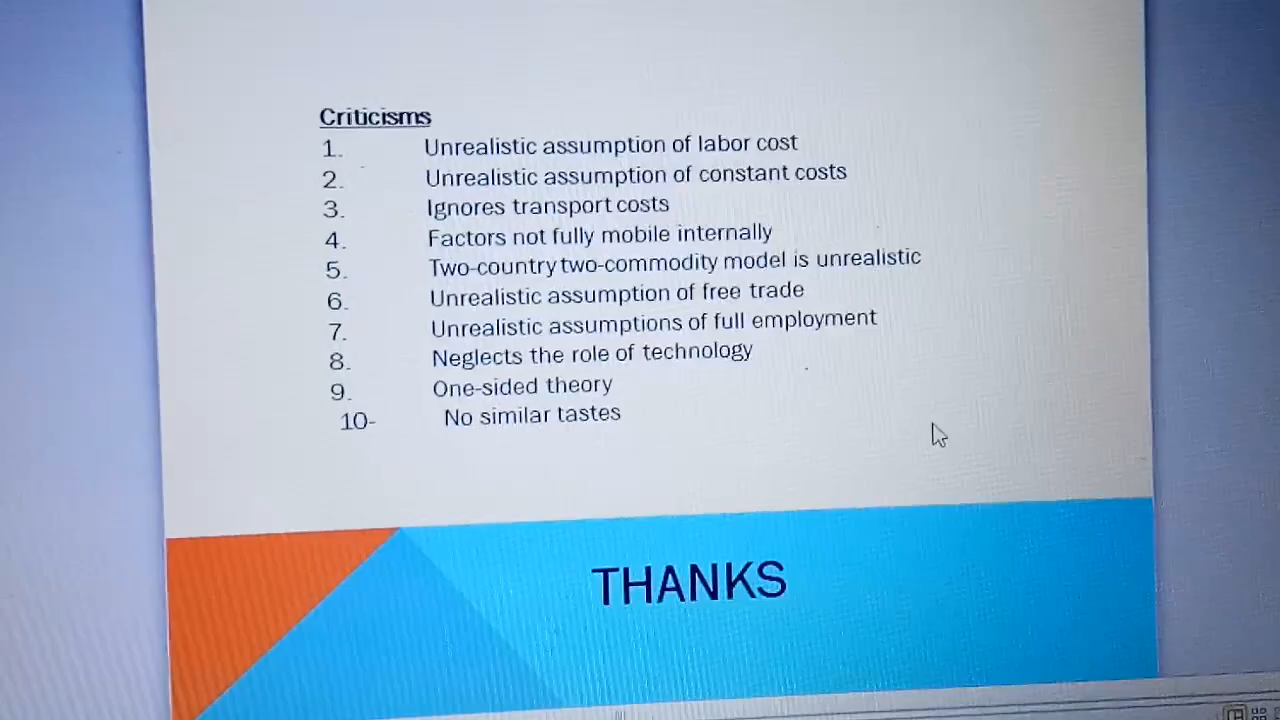 Criticisms
1. Unrealistic assumption of labor cost
2. Unrealistic assumption of constant costs
3. Ignores transport costs
4. Factors not fully mobile internally
5. Two-country two-commodity model is unrealistic
6. Unrealistic assumption of free trade
7. Unrealistic assumptions of full employment
8. Neglects the role of technology
9. One-sided theory
10- No similar tastes
THANKS